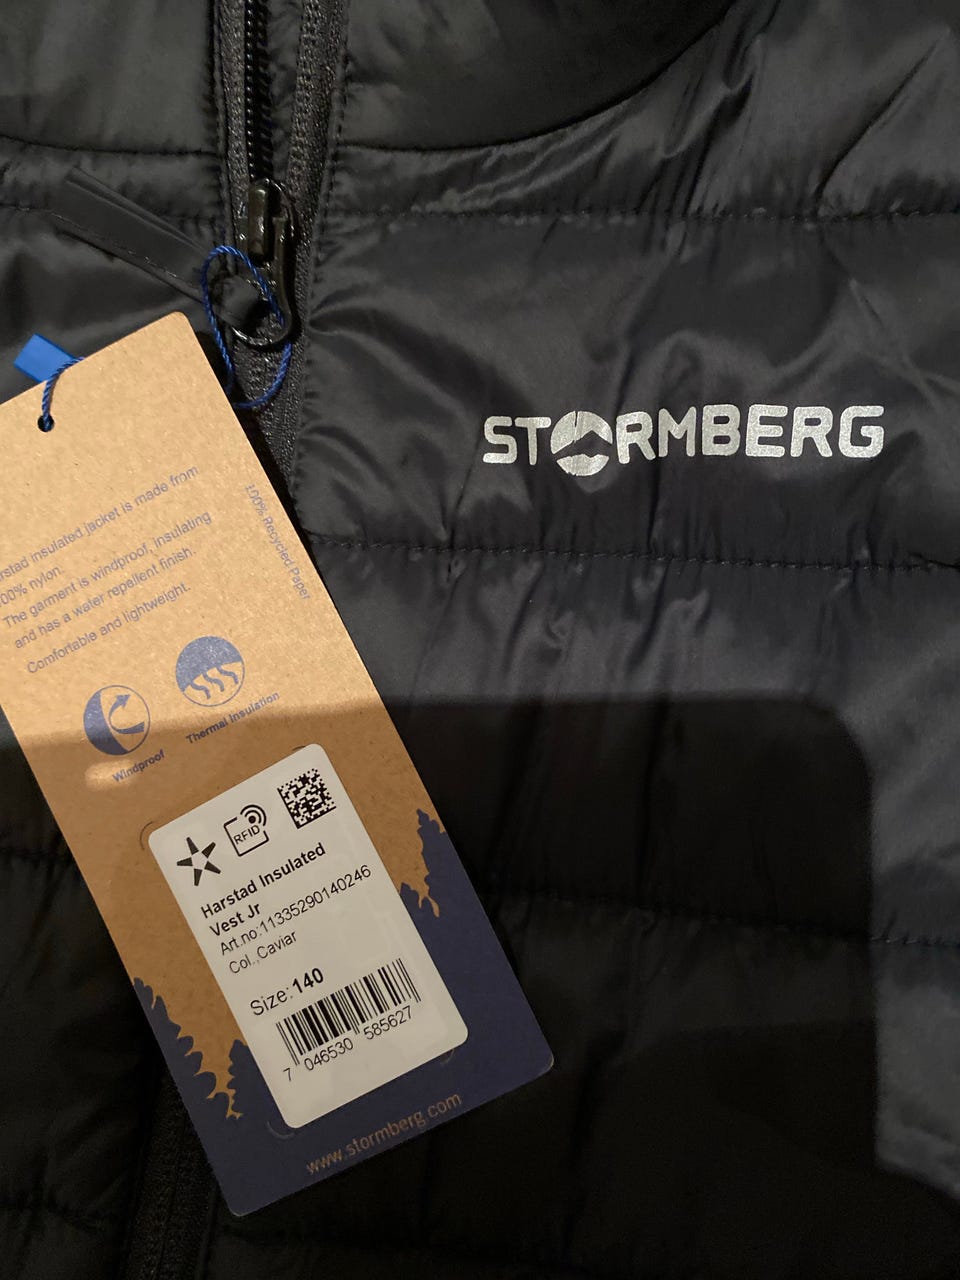 STORMBERG
insulated jacket is made from
nylon.
The garment is windproof, insulating
and has a water repellent finish.
Comfortable and lightweight.
100% Recycled Paper
Windproof
Thermal Insulation
RFID
Harstad Insulated
Vest Jr
Art.no:11335290140246
Col.,Caviar
Size:140
7 046530 585627
www.stormberg.com